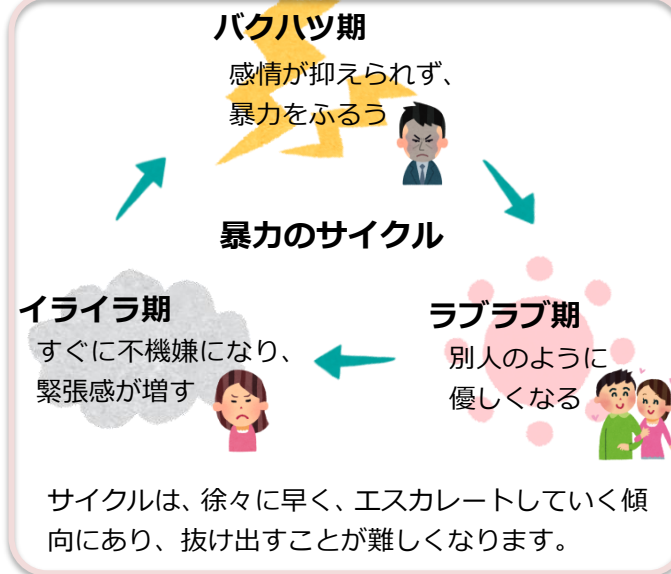 バクハツ期
感情が抑えられず、
暴力をふるう
暴力のサイクル
イライラ期
すぐに不機嫌になり、
緊張感が増す
ラブラブ期
別人のように
優しくなる
サイクルは、徐々に早く、エスカレートしていく傾
向にあり、抜け出すことが難しくなります。